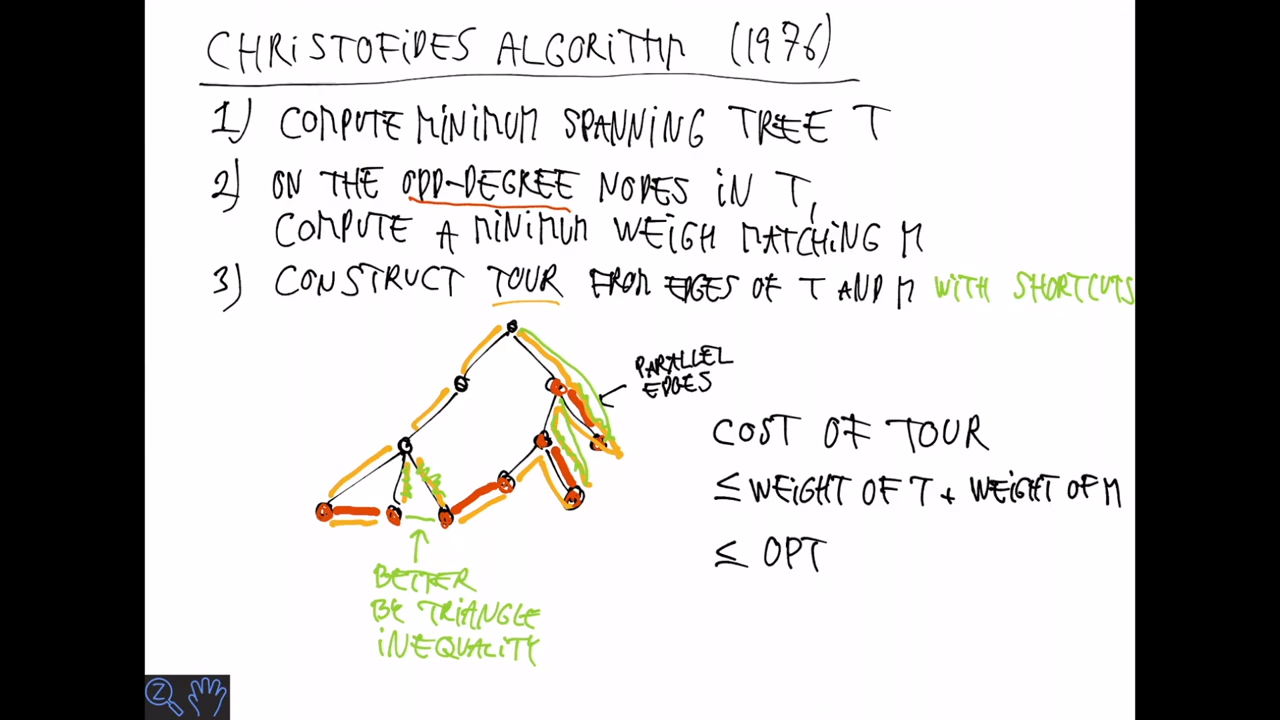 CHRISTOFIDES ALGORITHM (1976)
1) COMPUTE MINIMUM SPANNING TREE T
2) ON THE ODD-DEGREE NODES IN T,
COMPUTE A MINIMUM WEIGH MATCHING M
3) CONSTRUCT TOUR FROM EDGES OF T AND M WITH SHORTCUTS
PARALLEL
EDGES
COST OF TOUR
≤ WEIGHT OF T + WEIGHT OF M
≤ OPT
BETTER
BY TRIANGLE
INEQUALITY
Z